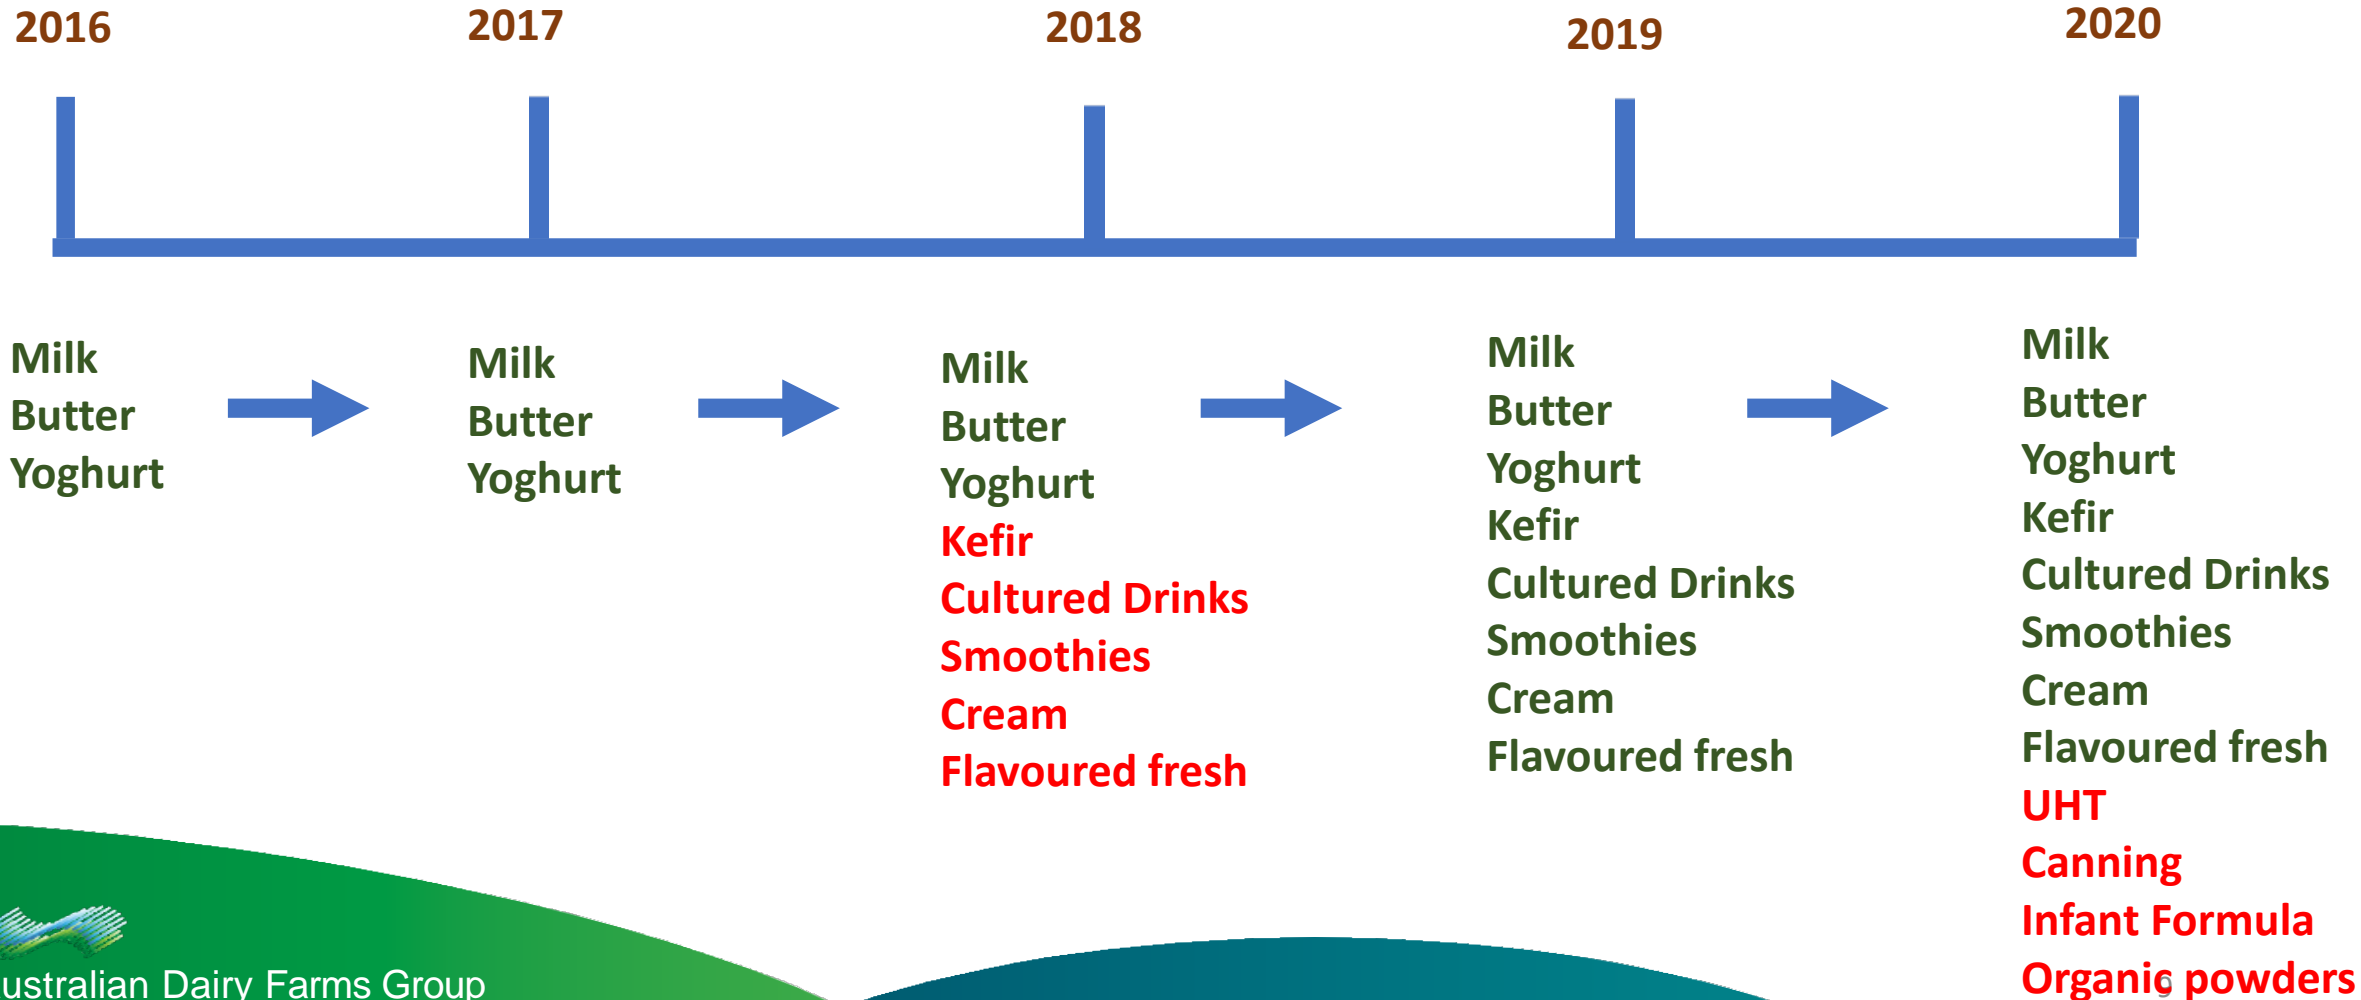 2016
2017
2018
2019
2020
Milk
Butter
Yoghurt
Milk
Butter
Yoghurt
Milk
Butter
Yoghurt
Kefir
Cultured Drinks
Smoothies
Cream
Flavoured fresh
Milk
Butter
Yoghurt
Kefir
Cultured Drinks
Smoothies
Cream
Flavoured fresh
Milk
Butter
Yoghurt
Kefir
Cultured Drinks
Smoothies
Cream
Flavoured fresh
UHT
Canning
Infant Formula
Organic powders
ustralian Dairy Farms Group